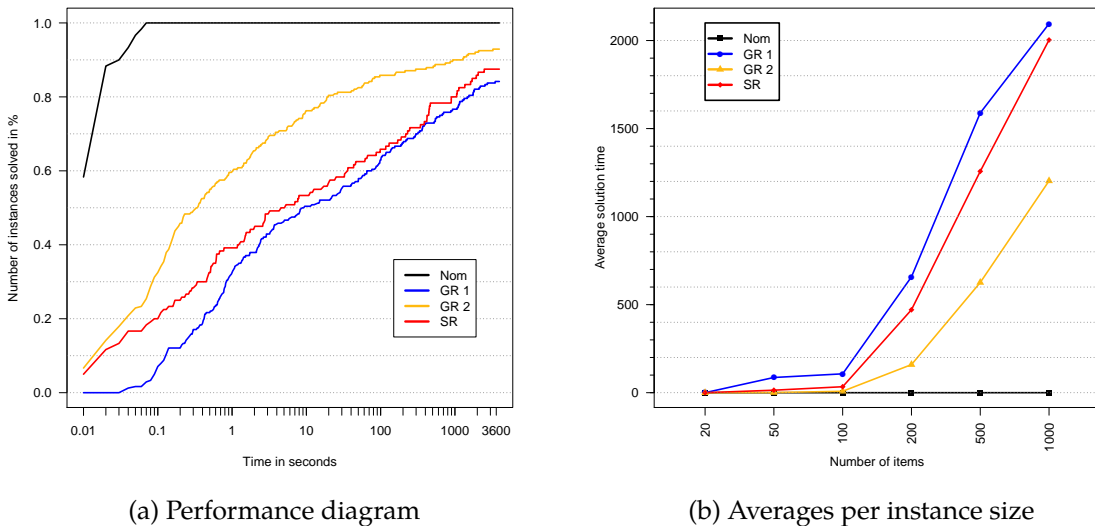 Number of instances solved in %
1.0
0.8
0.6
0.4
0.2
0.0
Nom
GR 1
GR 2
SR
0.01 0.1 1 10 100 1000 3600
Time in seconds
(a) Performance diagram
Average solution time
2000
1500
1000
500
0
Nom
GR 1
GR 2
SR
20 50 100 200 500 1000
Number of items
(b) Averages per instance size